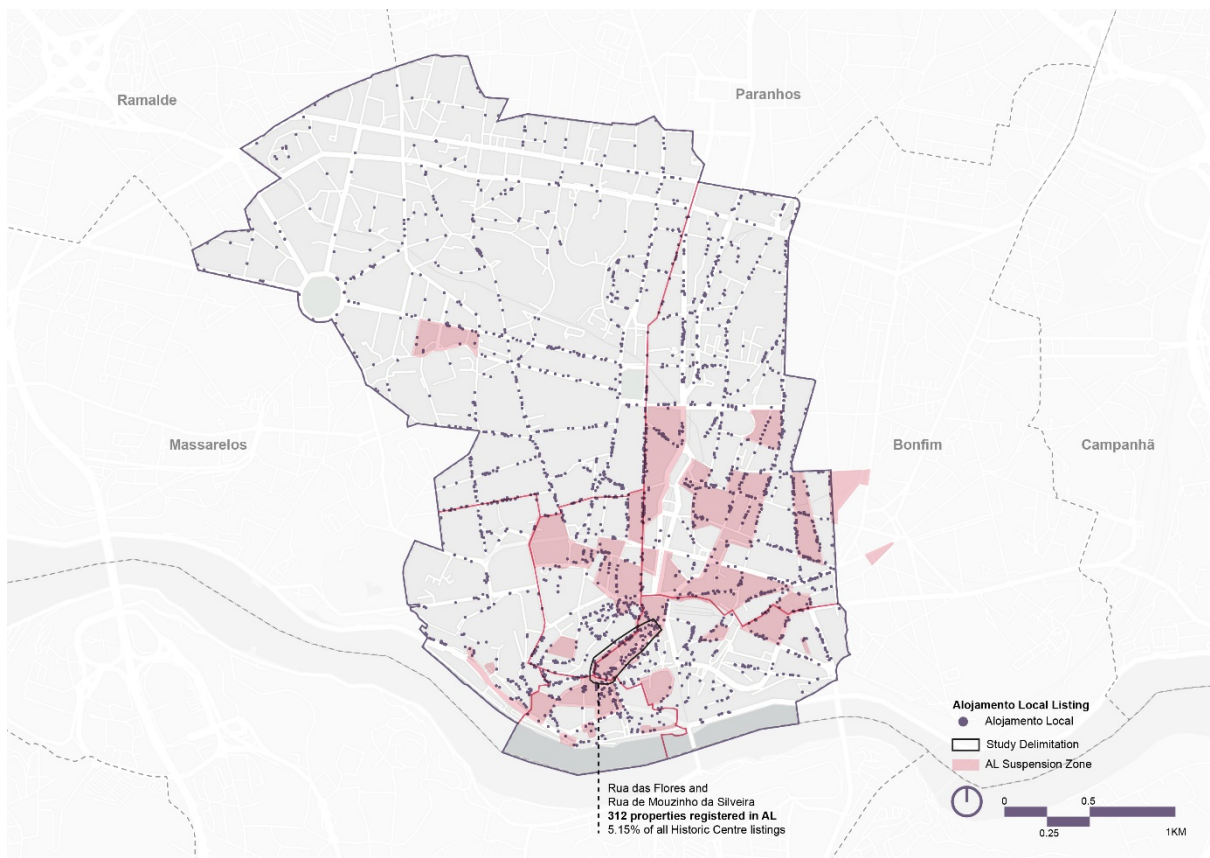 Ramalde
Paranhos
Massarelos
Bonfim
Campanhã
Alojamento Local Listing
Alojamento Local
Study Delimitation
AL Suspension Zone
0
0.5
0.25
1KM
Rua das Flores and
Rua de Mouzinho da Silveira
312 properties registered in AL
5.15% of all Historic Centre listings